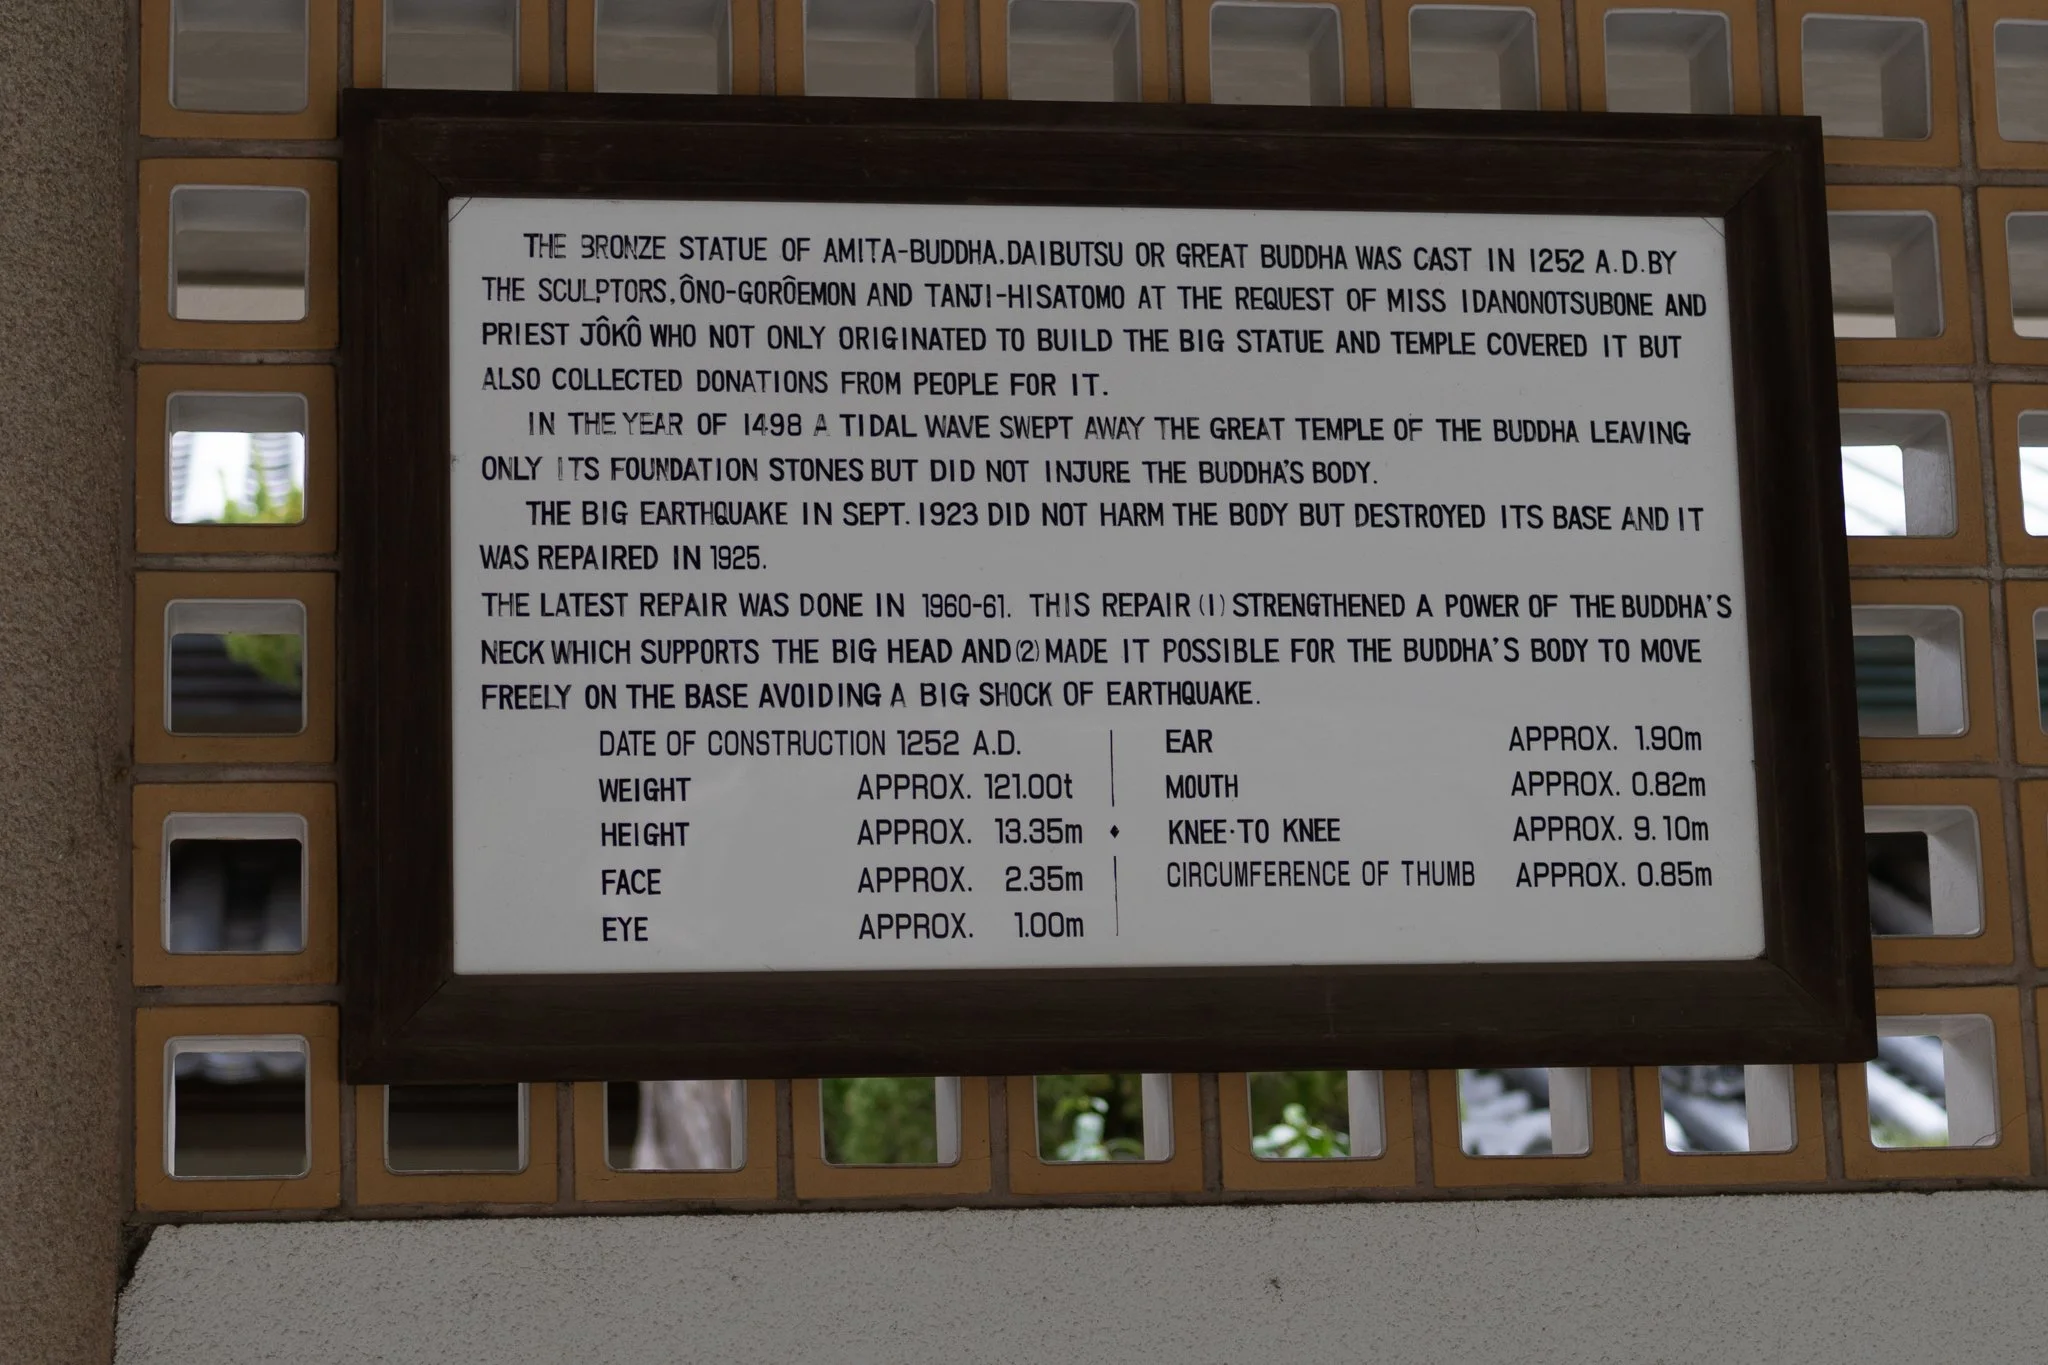 THE BRONZE STATUE OF AMITA-BUDDHA.DAIBUTSU OR GREAT BUDDHA WAS CAST IN 1252 A.D.BY
THE SCULPTORS,ÔNO-GORÔEMON AND TANJI-HISATOMO AT THE REQUEST OF MISS IDANONOTSUBONE AND
PRIEST JÔKÔ WHO NOT ONLY ORIGINATED TO BUILD THE BIG STATUE AND TEMPLE COVERED IT BUT
ALSO COLLECTED DONATIONS FROM PEOPLE FOR IT.
IN THE YEAR OF 1498 A TIDAL WAVE SWEPT AWAY THE GREAT TEMPLE OF THE BUDDHA LEAVING
ONLY ITS FOUNDATION STONES BUT DID NOT INJURE THE BUDDHA'S BODY.
THE BIG EARTHQUAKE IN SEPT. 1923 DID NOT HARM THE BODY BUT DESTROYED ITS BASE AND IT
WAS REPAIRED IN 1925.
THE LATEST REPAIR WAS DONE IN 1960-61. THIS REPAIR (1) STRENGTHENED A POWER OF THE BUDDHA'S
NECK WHICH SUPPORTS THE BIG HEAD AND (2) MADE IT POSSIBLE FOR THE BUDDHA'S BODY TO MOVE
FREELY ON THE BASE AVOIDING A BIG SHOCK OF EARTHQUAKE.
DATE OF CONSTRUCTION 1252 A.D.
WEIGHT APPROX. 121.00t
HEIGHT APPROX. 13.35m
FACE APPROX. 2.35m
EYE APPROX. 1.00m
EAR APPROX. 1.90m
MOUTH APPROX. 0.82m
KNEE·TO KNEE APPROX. 9.10m
CIRCUMFERENCE OF THUMB APPROX. 0.85m